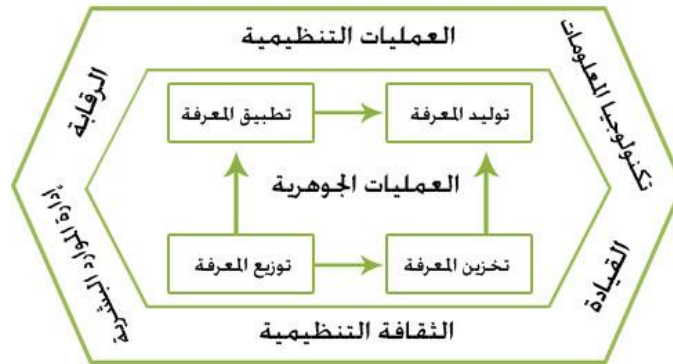 العمليات التنظيمية
تكنولوجيا المعلومات
الرقابة
توليد المعرفة
تطبيق المعرفة
العمليات الجوهرية
تخزين المعرفة
توزيع المعرفة
القيادة
إدارة الموارد البشرية
الثقافة التنظيمية